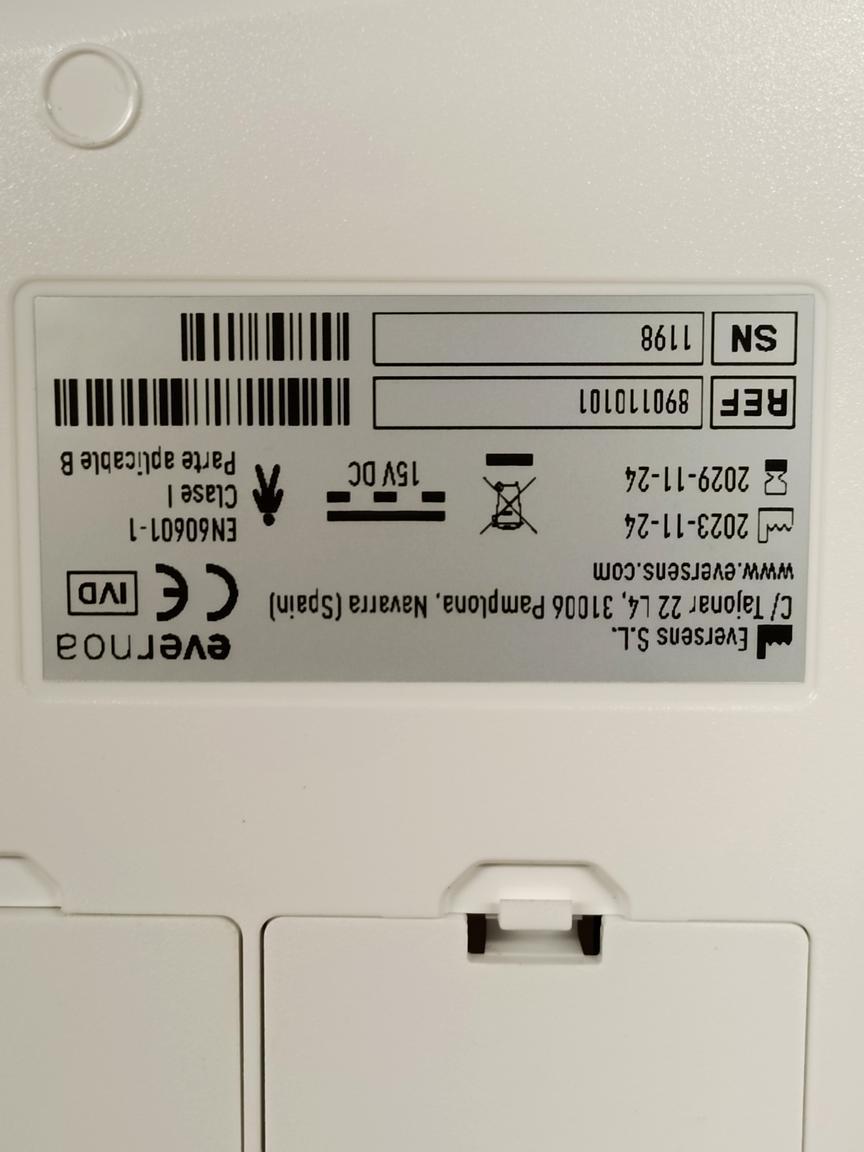 Eversens S.L.
C/ Tajonar 22 L4, 31006 Pamplona, Navarra (Spain)
www.eversens.com
evernoa
CE IVD
2023-11-24
2029-11-24
15V DC
EN60601-1
Clase I
Parte aplicable B
REF 890110101
SN 1198